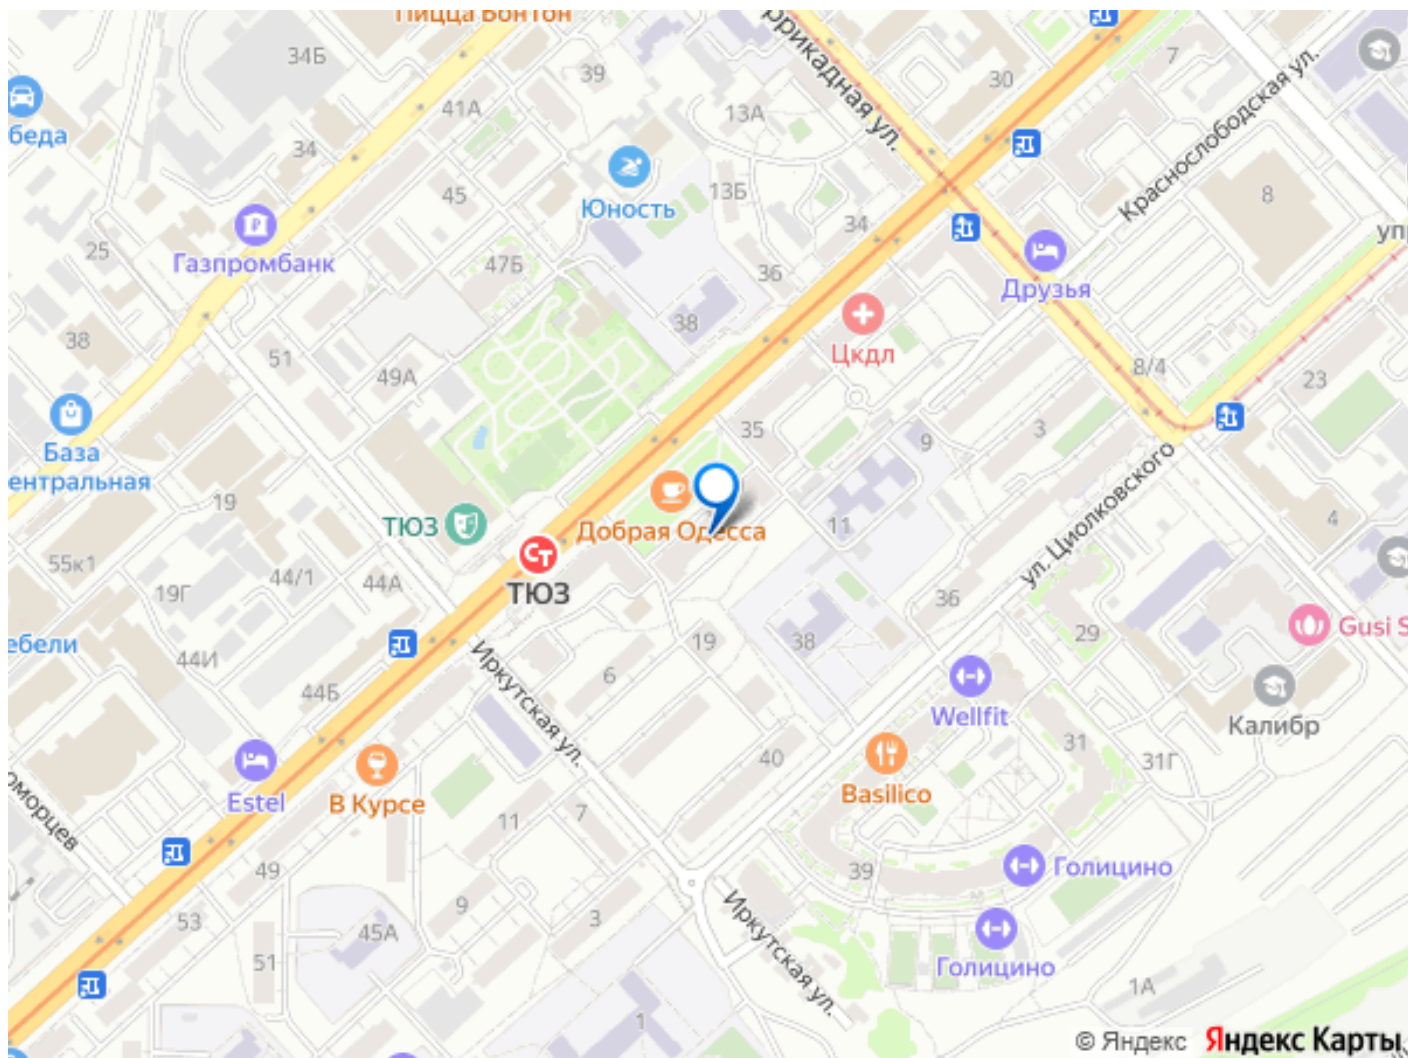 Пицца Бонтон
34Б
39
41А
13А
30
7
Краснослободская ул.
беда
34
ррикадная ул.
45
Юность
13Б
8
34
25
Газпромбанк
47Б
36
Друзья
38
38
Цкдл
51
49А
8/4
23
База
ентральная
35
9
3
19
ТЮЗ
Добрая Одесса
11
ул. Циолковского
4
55к1
19Г
44/1
44А
ТЮЗ
36
29
Gusi S
ебели
44И
19
38
Иркутская ул.
6
44Б
Wellfit
Калибр
40
31
31Г
Estel
В Курсе
Basilico
оморцев
11
7
49
39
Голицино
53
45А
9
3
Иркутская ул.
51
Голицино
1А
1
© Яндекс Яндекс Карты